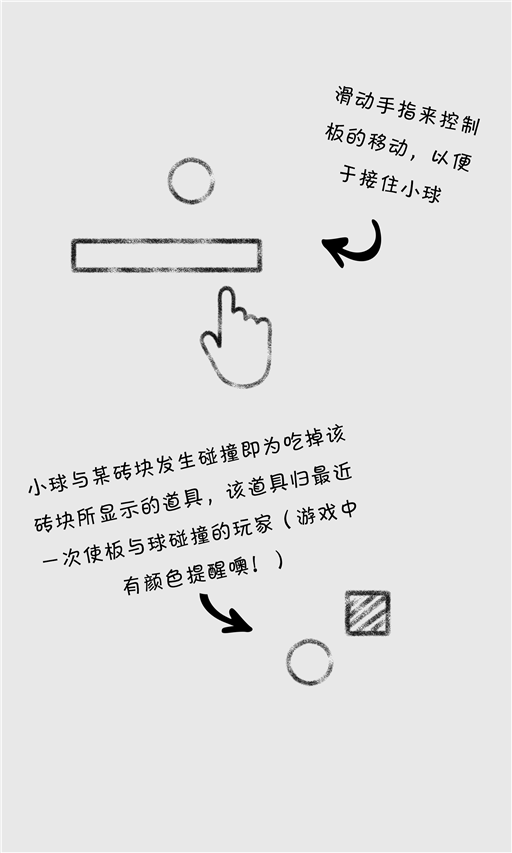 滑动手指来控制
板的移动，以便
于接住小球
小球与某砖块发生碰撞即为吃掉该
砖块所显示的道具，该道具归最近
一次使板与球碰撞的玩家（游戏中
有颜色提醒噢！）